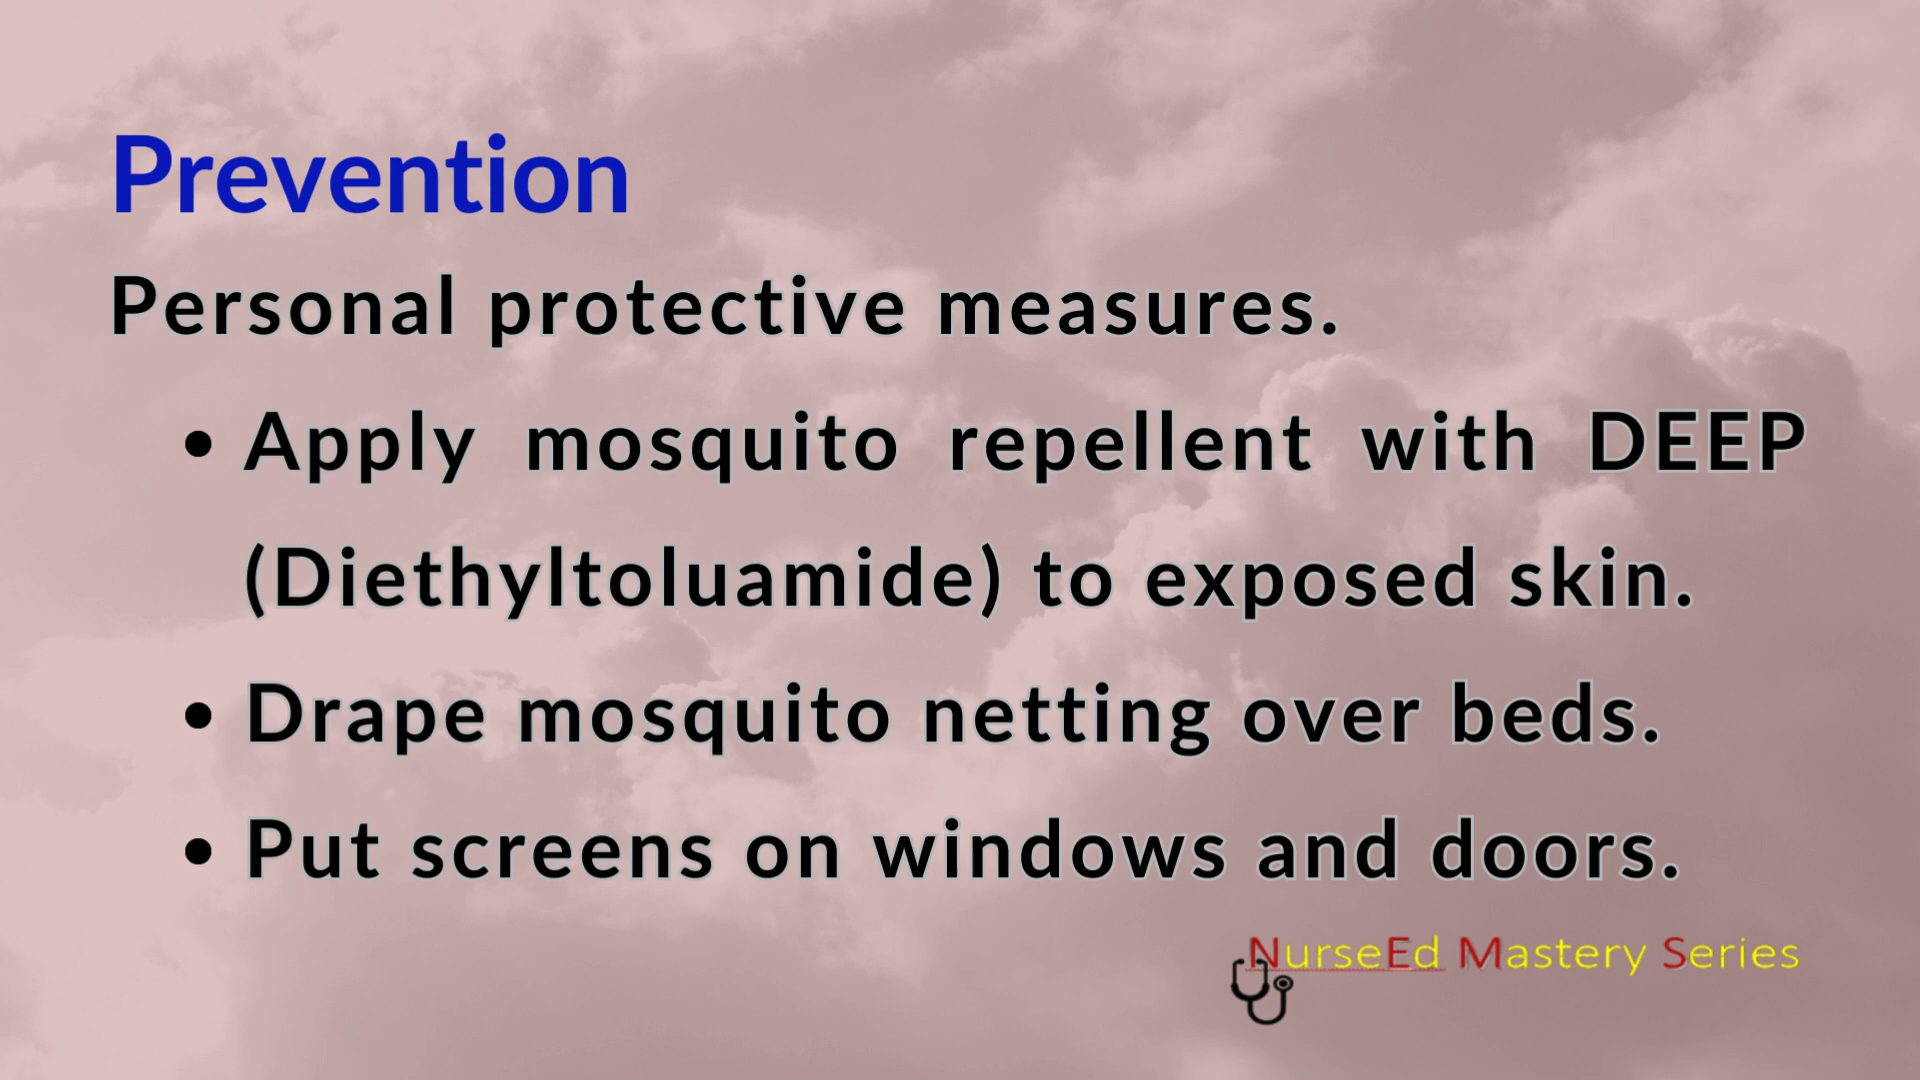 Prevention
Personal protective measures.
• Apply mosquito repellent with DEEP
(Diethyltoluamide) to exposed skin.
• Drape mosquito netting over beds.
• Put screens on windows and doors.
NurseEd Mastery Series